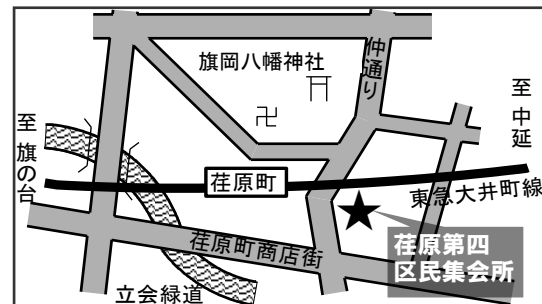 旗岡八幡神社
仲通り
至 中延
至 旗の台
荏原町
東急大井町線
荏原町商店街
荏原第四
区民集会所
立会緑道